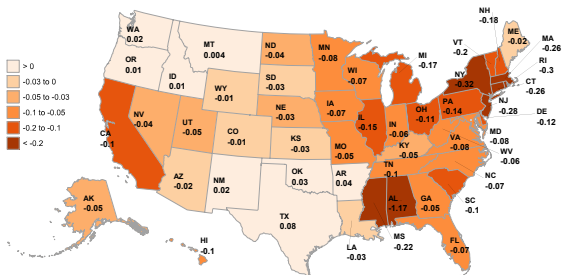 > 0
-0.03 to 0
-0.05 to -0.03
-0.1 to -0.05
-0.2 to -0.1
< -0.2
WA
0.02
OR
0.01
CA
-0.1
NV
-0.04
ID
0.01
MT
0.004
WY
-0.01
UT
-0.05
AZ
-0.02
CO
-0.01
NM
0.02
ND
-0.04
SD
-0.03
NE
-0.03
KS
-0.03
OK
0.03
TX
0.08
MN
-0.08
IA
-0.07
MO
-0.05
AR
0.04
LA
-0.03
WI
-0.07
IL
-0.15
MI
-0.17
IN
-0.06
OH
-0.11
KY
-0.05
TN
-0.1
MS
-0.22
AL
-1.17
GA
-0.05
FL
-0.07
SC
-0.1
NC
-0.07
WV
-0.06
VA
-0.08
MD
-0.08
DE
-0.12
PA
-0.14
NJ
-0.28
NY
-0.32
CT
-0.26
RI
-0.3
MA
-0.26
VT
-0.2
NH
-0.18
ME
-0.02
AK
-0.05
HI
-0.1